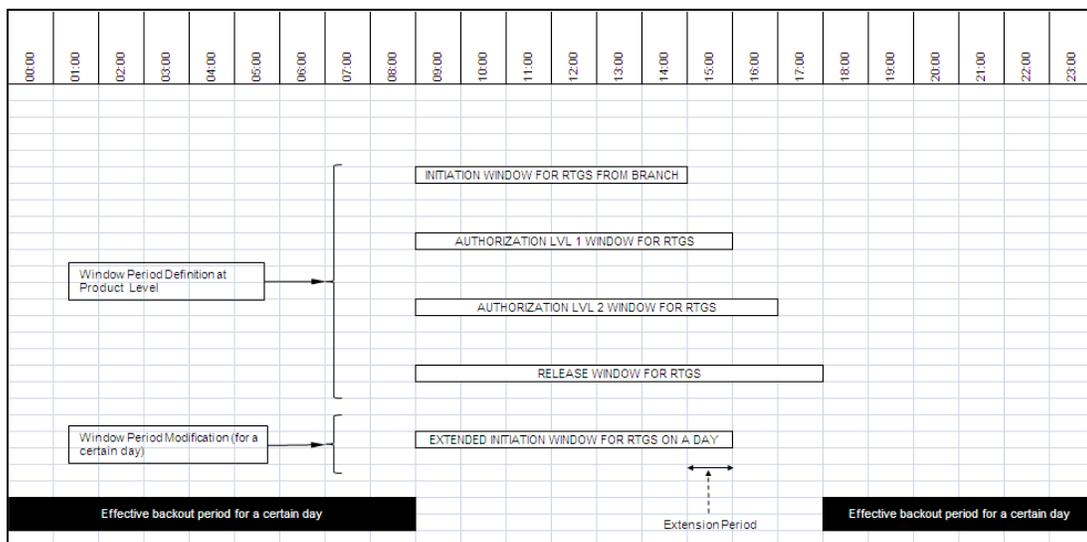 00:00
01:00
02:00
03:00
04:00
05:00
06:00
07:00
08:00
09:00
10:00
11:00
12:00
13:00
14:00
15:00
16:00
17:00
18:00
19:00
20:00
21:00
22:00
23:00
INITIATION WINDOW FOR RTGS FROM BRANCH
AUTHORIZATION LVL 1 WINDOW FOR RTGS
Window Period Definition at
Product Level
AUTHORIZATION LVL 2 WINDOW FOR RTGS
RELEASE WINDOW FOR RTGS
Window Period Modification (for a
certain day)
EXTENDED INITIATION WINDOW FOR RTGS ON A DAY
Effective backout period for a certain day
Effective backout period for a certain day
Extension Period